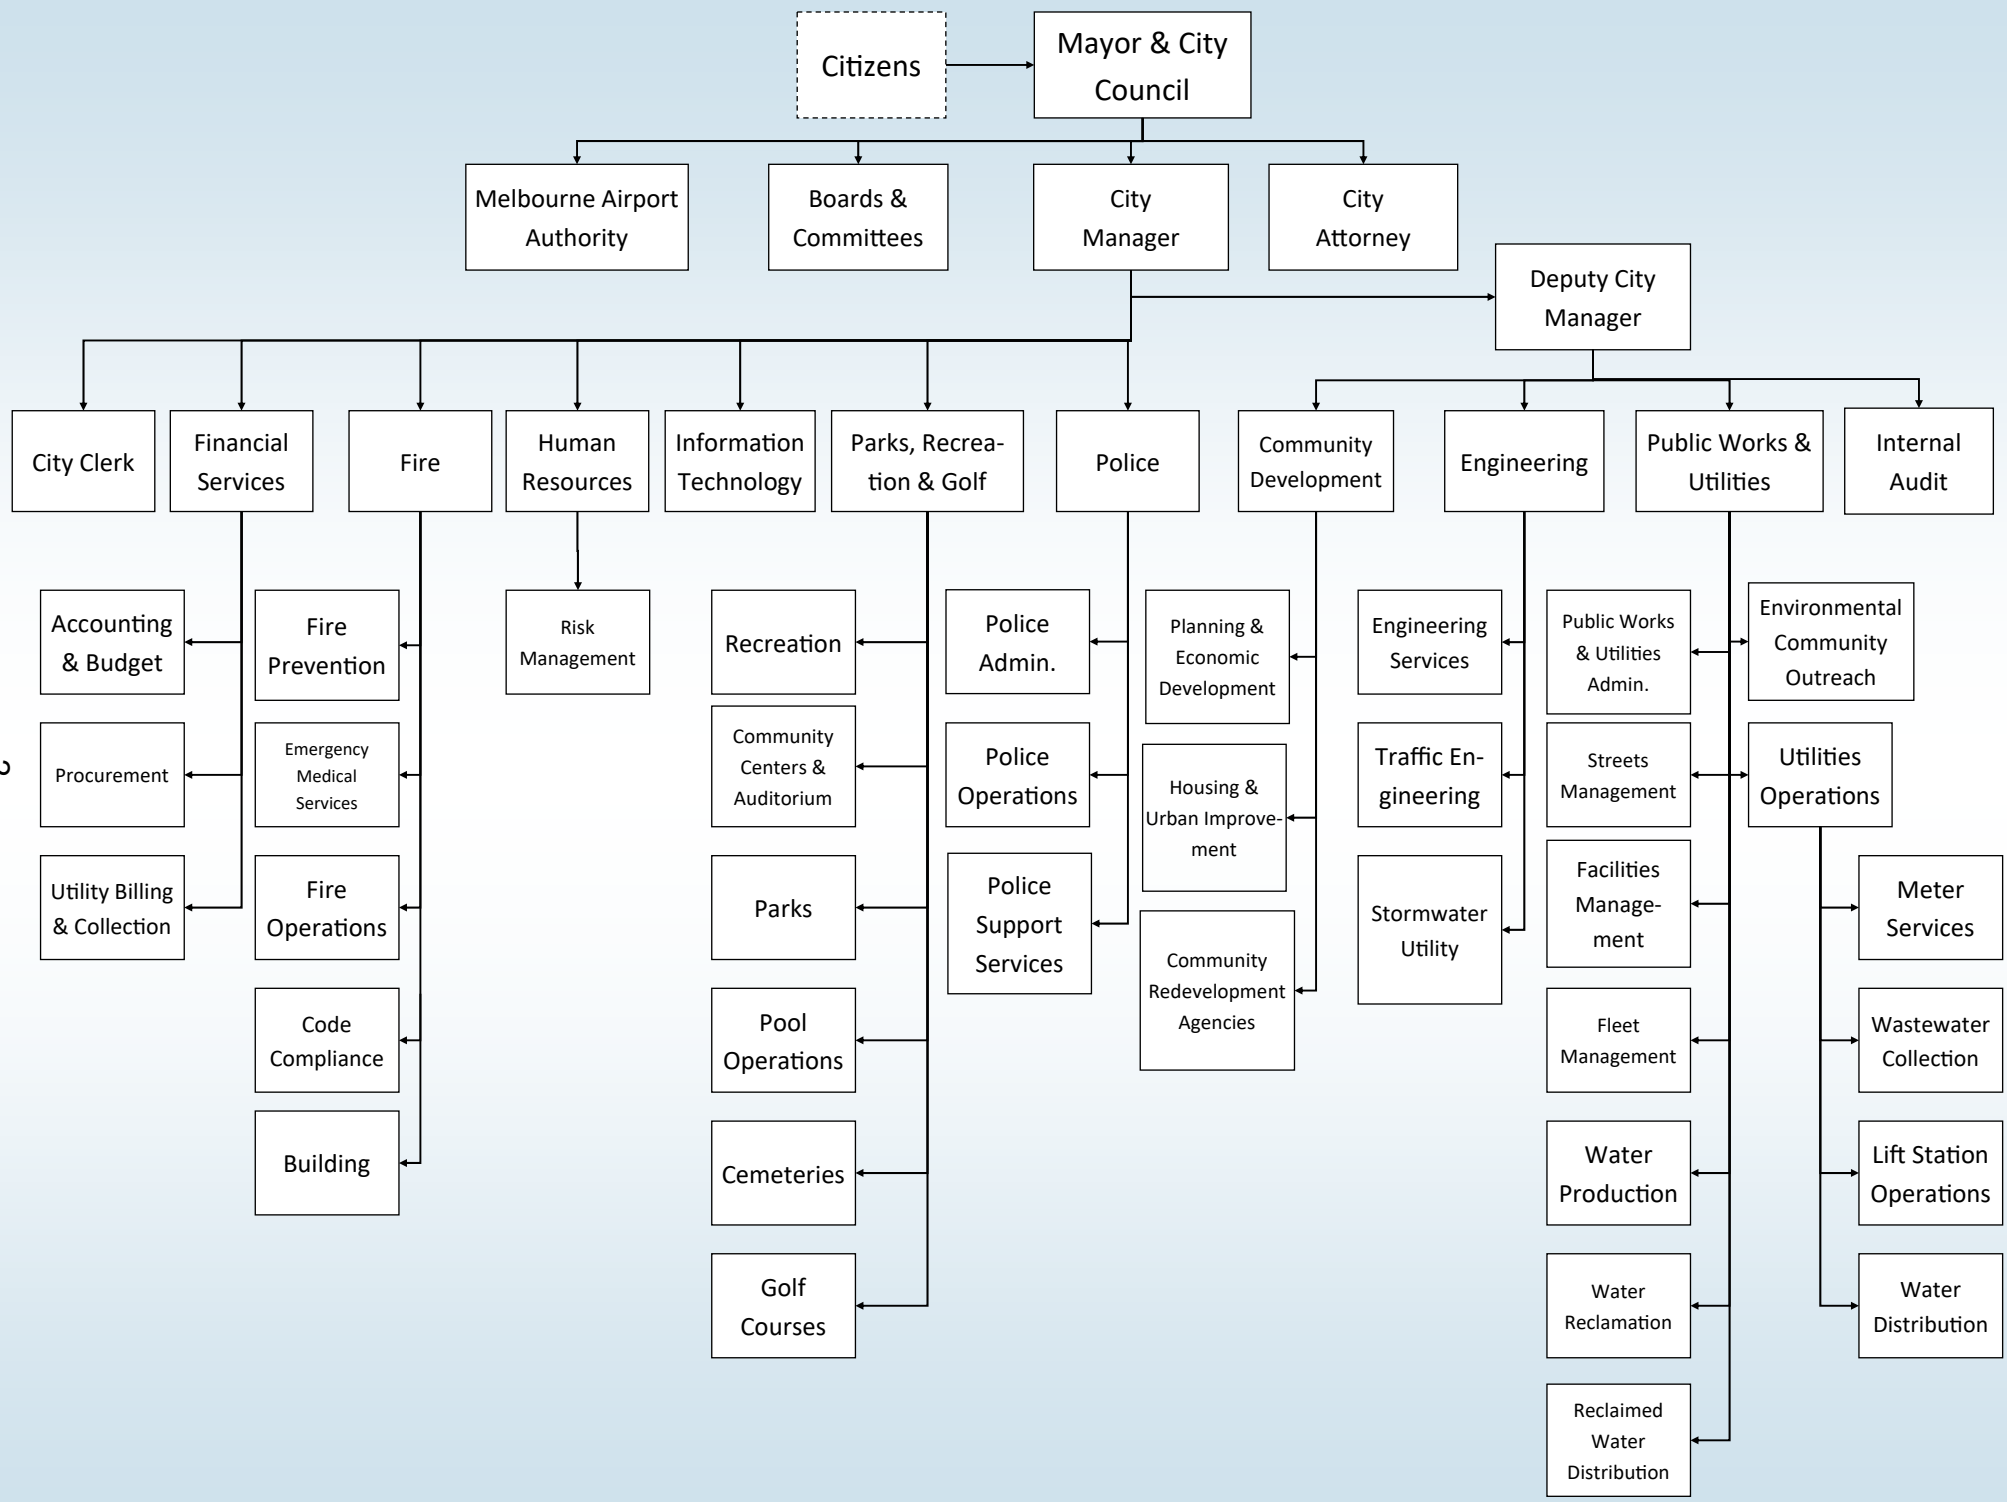 Citizens
Mayor & City
Council
Melbourne Airport
Authority
Boards &
Committees
City
Manager
City
Attorney
Deputy City
Manager
City Clerk
Financial
Services
Fire
Human
Resources
Information
Technology
Parks, Recrea-
tion & Golf
Police
Community
Development
Engineering
Public Works &
Utilities
Internal
Audit
Accounting
& Budget
Procurement
Utility Billing
& Collection
Fire
Prevention
Emergency
Medical
Services
Fire
Operations
Code
Compliance
Building
Risk
Management
Recreation
Community
Centers &
Auditorium
Parks
Pool
Operations
Cemeteries
Golf
Courses
Police
Admin.
Police
Operations
Police
Support
Services
Planning &
Economic
Development
Housing &
Urban Improve-
ment
Community
Redevelopment
Agencies
Engineering
Services
Traffic En-
gineering
Stormwater
Utility
Public Works
& Utilities
Admin.
Streets
Management
Facilities
Manage-
ment
Fleet
Management
Water
Production
Water
Reclamation
Reclaimed
Water
Distribution
Environmental
Community
Outreach
Utilities
Operations
Meter
Services
Wastewater
Collection
Lift Station
Operations
Water
Distribution